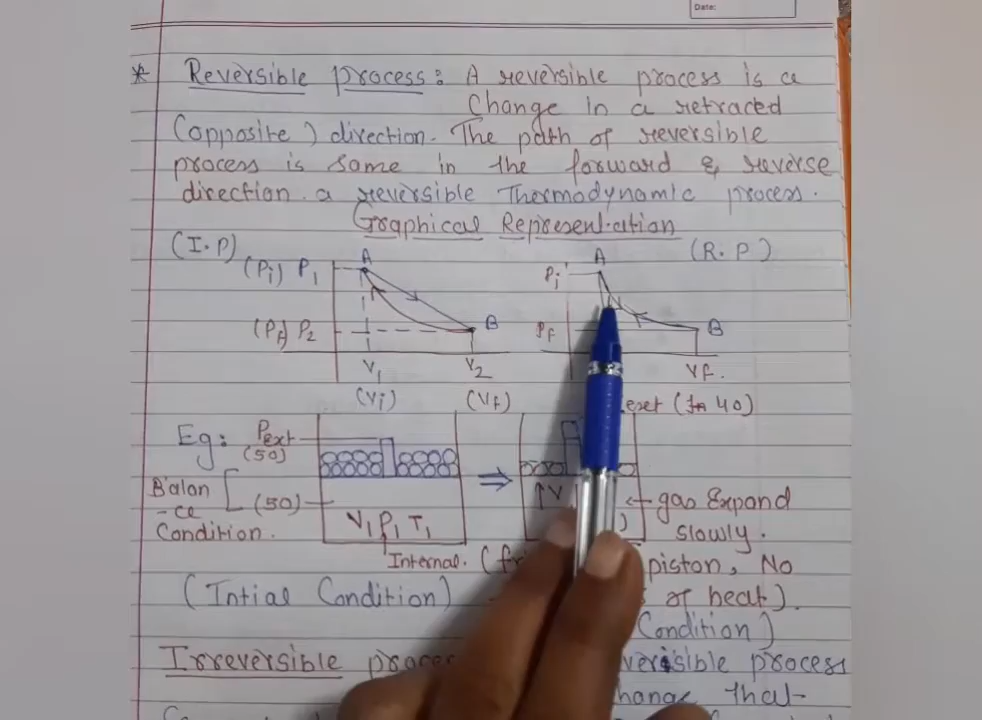 Date:
* Reversible process: A reversible process is a
Change in a retraced
(opposite) direction. The path of reversible
process is same in the forward & reverse
direction. a reversible Thermodynamic process.
Graphical Representation
(I.P) (R.P)
(Pi) P1 A B
(Pf) P2
V1 V2
(Vi) (Vf)
Pi A B
Pf
Vf.
Eg: Pext
(50)
B'alan
-ce
Condition.
(50)
V1 P1 T1
Internal.
(Intial Condition)
↑V
gas Expand
slowly.
piston, No
of heat).
Condition)
Irreversible process
change that-